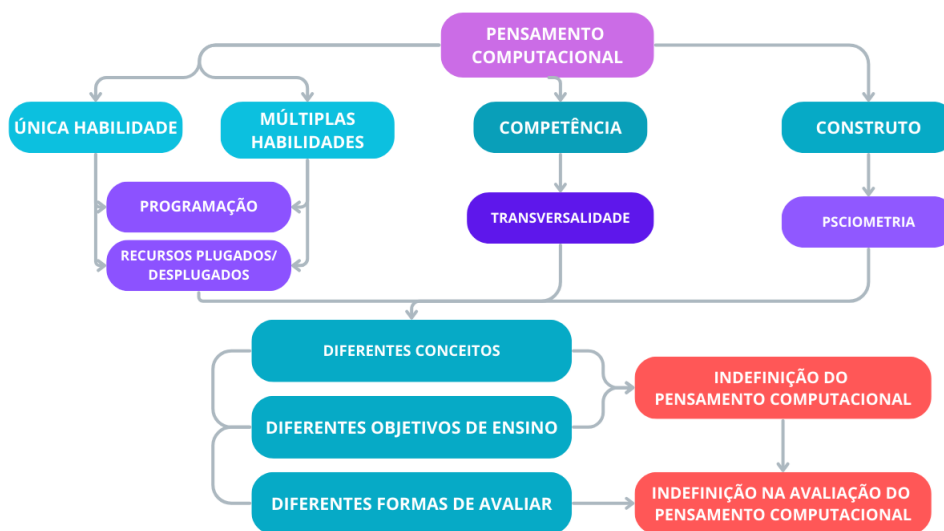 PENSAMENTO
COMPUTACIONAL
ÚNICA HABILIDADE
MÚLTIPLAS
HABILIDADES
COMPETÊNCIA
CONSTRUTO
PROGRAMAÇÃO
TRANSVERSALIDADE
PSCIOMETRIA
RECURSOS PLUGADOS/
DESPLUGADOS
DIFERENTES CONCEITOS
INDEFINIÇÃO DO
PENSAMENTO COMPUTACIONAL
DIFERENTES OBJETIVOS DE ENSINO
DIFERENTES FORMAS DE AVALIAR
INDEFINIÇÃO NA AVALIAÇÃO DO
PENSAMENTO COMPUTACIONAL